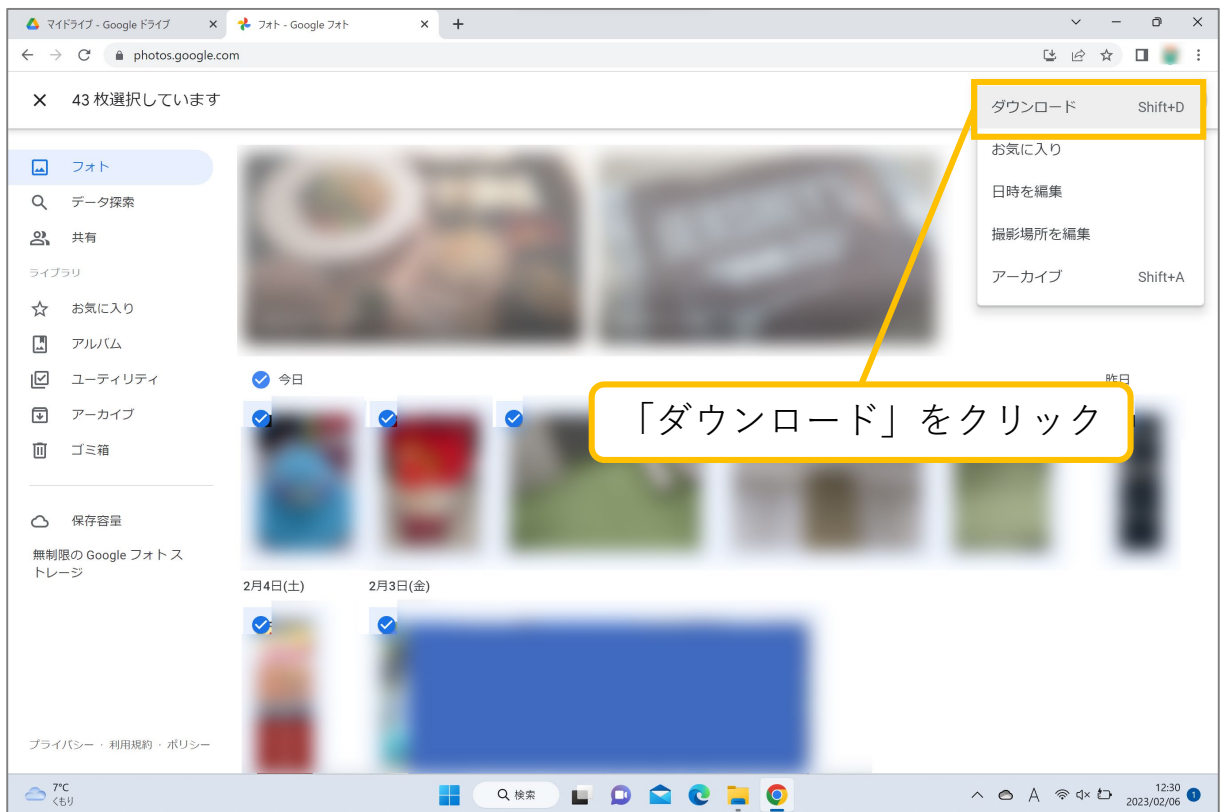 マイドライブ - Google ドライブ
フォト - Google フォト
photos.google.com
43 枚選択しています
ダウンロード Shift+D
お気に入り
日時を編集
撮影場所を編集
アーカイブ Shift+A
フォト
データ探索
共有
ライブラリ
お気に入り
アルバム
ユーティリティ
アーカイブ
ゴミ箱
保存容量
無制限の Google フォト ス
トレージ
今日
昨日
「ダウンロード」をクリック
2月4日(土)
2月3日(金)
プライバシー · 利用規約 · ポリシー
7°C
くもり
検索
A
12:30
2023/02/06
1